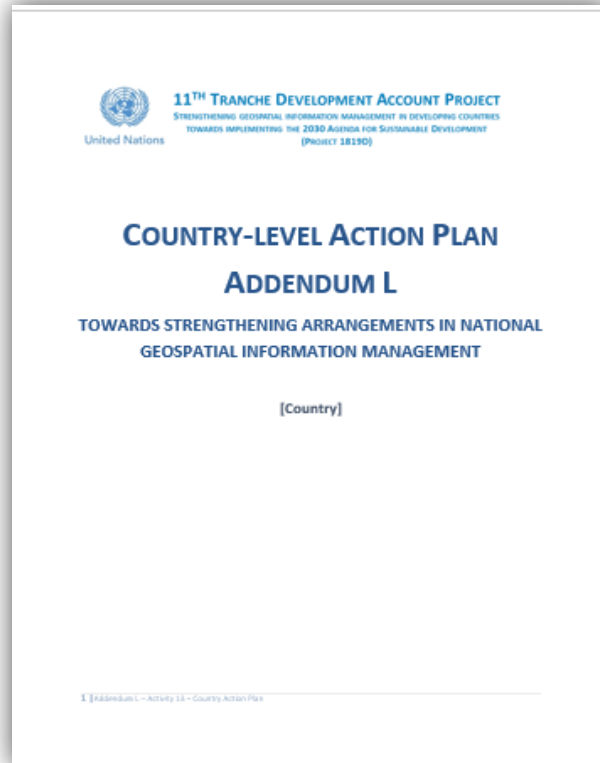 11TH TRANCHE DEVELOPMENT ACCOUNT PROJECT
STRENGTHENING GEOSPATIAL INFORMATION MANAGEMENT IN DEVELOPING COUNTRIES
TOWARDS IMPLEMENTING THE 2030 AGENDA FOR SUSTAINABLE DEVELOPMENT
(PROJECT 1819O)
United Nations
COUNTRY-LEVEL ACTION PLAN
ADDENDUM L
TOWARDS STRENGTHENING ARRANGEMENTS IN NATIONAL
GEOSPATIAL INFORMATION MANAGEMENT
[Country]
1 | Addendum L – Activity 16 – Country Action Plan